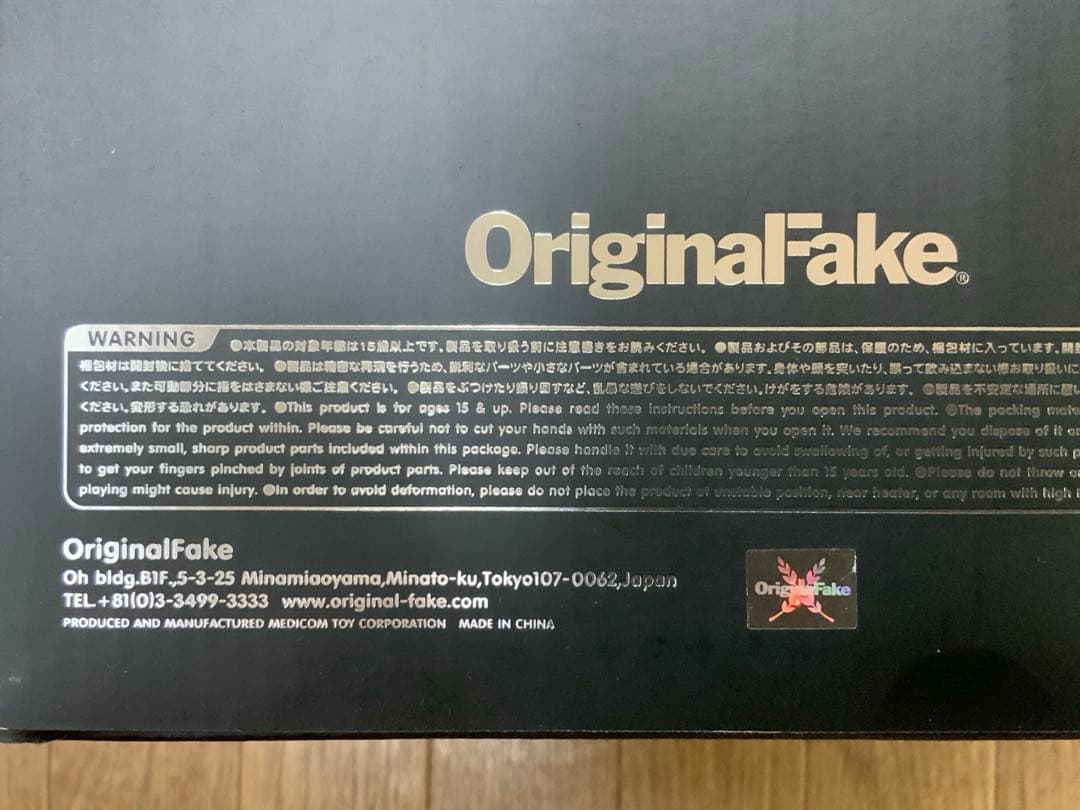 OriginalFake®
WARNING
●本製品の対象年齢は15歳以上です。製品を取り扱う前に注意書きをお読みください。 ●製品およびその部品は、保護のため、梱包材に入っています。開封
梱包材は開封後に捨ててください。 ●製品は精密な再現を行うため、鋭利なパーツや小さなパーツが含まれている場合があります。身体や顔を突いたり、誤って飲み込まない様お取り扱いに
ください。また可動部分に指をはさまない様ご注意ください。 ●製品をぶつけたり振り回すなど、乱暴な遊びをしないでください。けがをする危険があります。 ●製品を不安定な場所に
ください。変形する恐れがあります。 ●This product is for ages 15 & up. Please read these instructions before you open this product. ●The packing
protection for the product within. Please be careful not to cut your hands with such materials when you open it. We recommend you dispose of it
extremely small, sharp product parts included within this package. Please handle it with due care to avoid swallowing of, or getting injured by such
to get your fingers pinched by joints of product parts. Please keep out of the reach of children younger than 15 years old. ●Please do not throw
playing might cause injury. ●In order to avoid deformation, please do not place the product at unstable position, near heater, or any room with high
OriginalFake
Oh bldg.B1F.,5-3-25 Minamiaoyama,Minato-ku,Tokyo107-0062,Japan
TEL.+81(0)3-3499-3333 www.original-fake.com
PRODUCED AND MANUFACTURED MEDICOM TOY CORPORATION MADE IN CHINA
OriginalFake